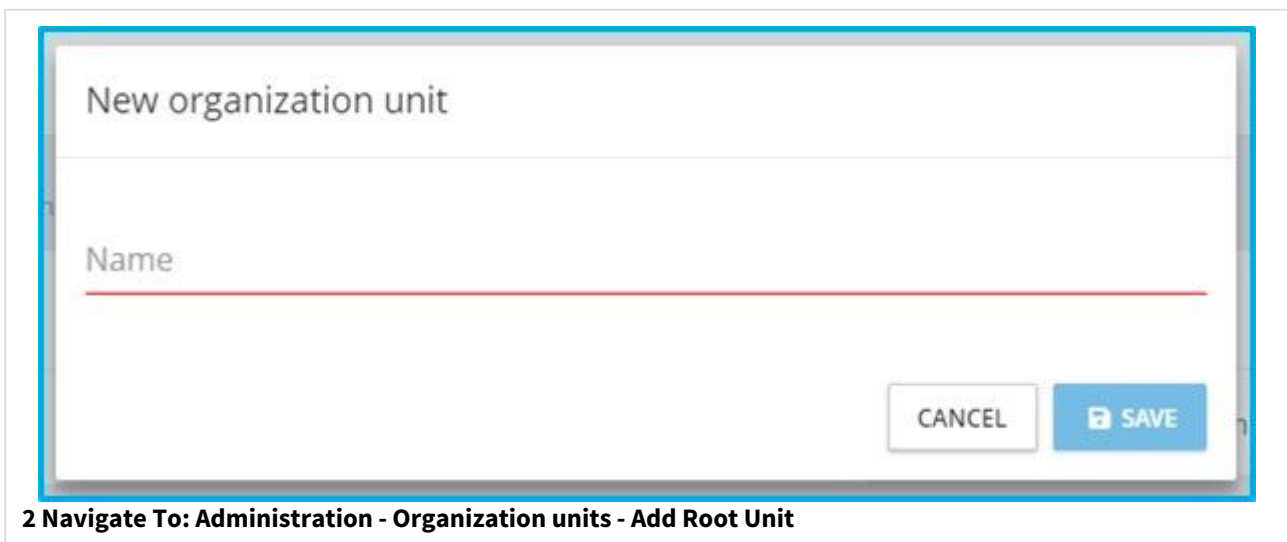 New organization unit
Name
CANCEL
SAVE
2 Navigate To: Administration - Organization units - Add Root Unit